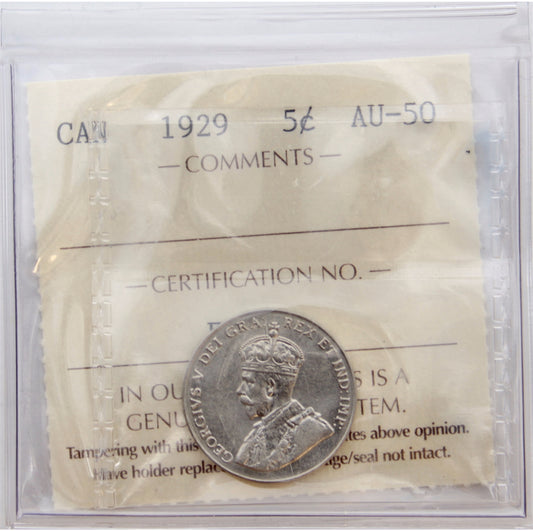 CAN 1929 5¢ AU-50
— COMMENTS —
— CERTIFICATION NO. —
GEORGIVS V DEI GRA: REX ET IND:IMP:
IN OU S IS A
GENU TEM.
Tampering with this tes above opinion.
Have holder replac ge/seal not intact.